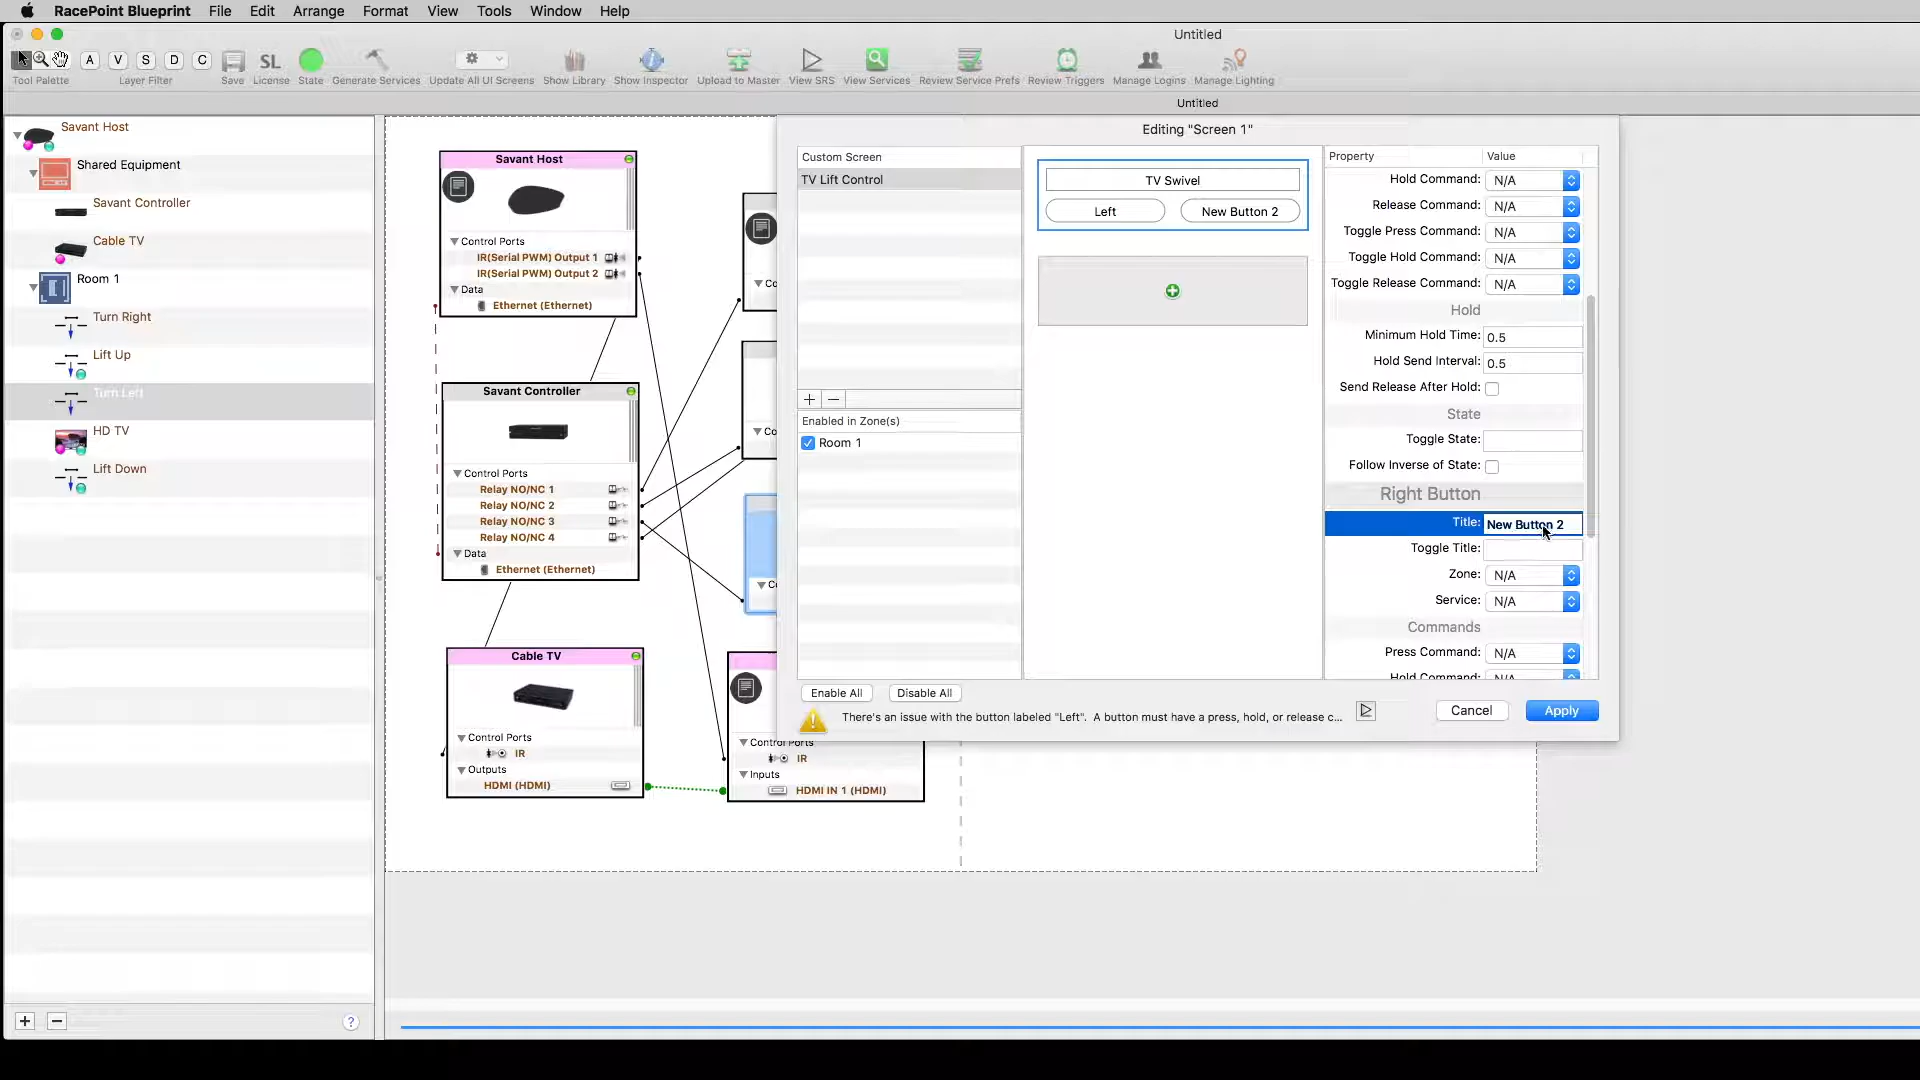 RacePoint Blueprint File Edit Arrange Format View Tools Window Help
Untitled
A V S D C SL
Tool Palette Layer Filter Save License State Generate Services Update All UI Screens Show Library Show Inspector Upload to Master View SRS View Services Review Service Prefs Review Triggers Manage Logins Manage Lighting
Untitled
Savant Host
Shared Equipment
Savant Controller
Cable TV
Room 1
Turn Right
Lift Up
Turn Left
HD TV
Lift Down
?
Savant Host
Control Ports
IR(Serial PWM) Output 1
IR(Serial PWM) Output 2
Data
Ethernet (Ethernet)
Savant Controller
Control Ports
Relay NO/NC 1
Relay NO/NC 2
Relay NO/NC 3
Relay NO/NC 4
Data
Ethernet (Ethernet)
Cable TV
Control Ports
IR
Outputs
HDMI (HDMI)
Co
Co
Co
Control Ports
IR
Inputs
HDMI IN 1 (HDMI)
Editing "Screen 1"
Custom Screen
TV Lift Control
Enabled in Zone(s)
Room 1
Enable All Disable All
There's an issue with the button labeled "Left". A button must have a press, hold, or release c...
TV Swivel
Left New Button 2
Property Value
Hold Command: N/A
Release Command: N/A
Toggle Press Command: N/A
Toggle Hold Command: N/A
Toggle Release Command: N/A
Hold
Minimum Hold Time: 0.5
Hold Send Interval: 0.5
Send Release After Hold:
State
Toggle State:
Follow Inverse of State:
Right Button
Title: New Button 2
Toggle Title:
Zone: N/A
Service: N/A
Commands
Press Command: N/A
Hold Command: N/A
Cancel Apply